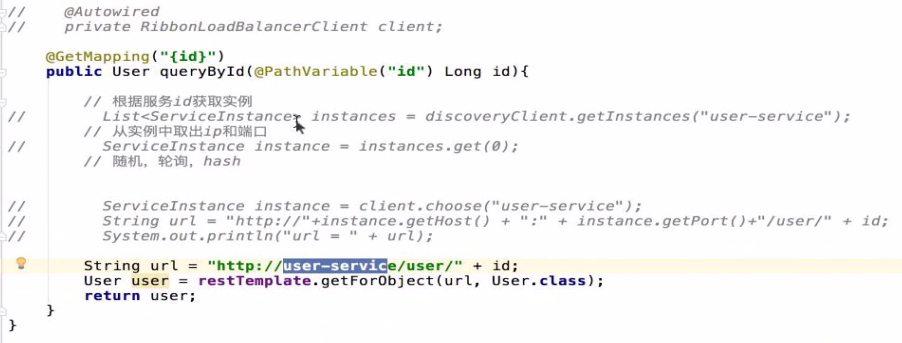 //    @Autowired
//    private RibbonLoadBalancerClient client;
@GetMapping("{id}")
public User queryById(@PathVariable("id") Long id){
// 根据服务id获取实例
//        List<ServiceInstance> instances = discoveryClient.getInstances("user-service");
// 从实例中取出ip和端口
//        ServiceInstance instance = instances.get(0);
// 随机，轮询，hash
//        ServiceInstance instance = client.choose("user-service");
//        String url = "http://"+instance.getHost() + ":" + instance.getPort()+"/user/" + id;
//        System.out.println("url = " + url);
String url = "http://user-service/user/" + id;
User user = restTemplate.getForObject(url, User.class);
return user;
}
}